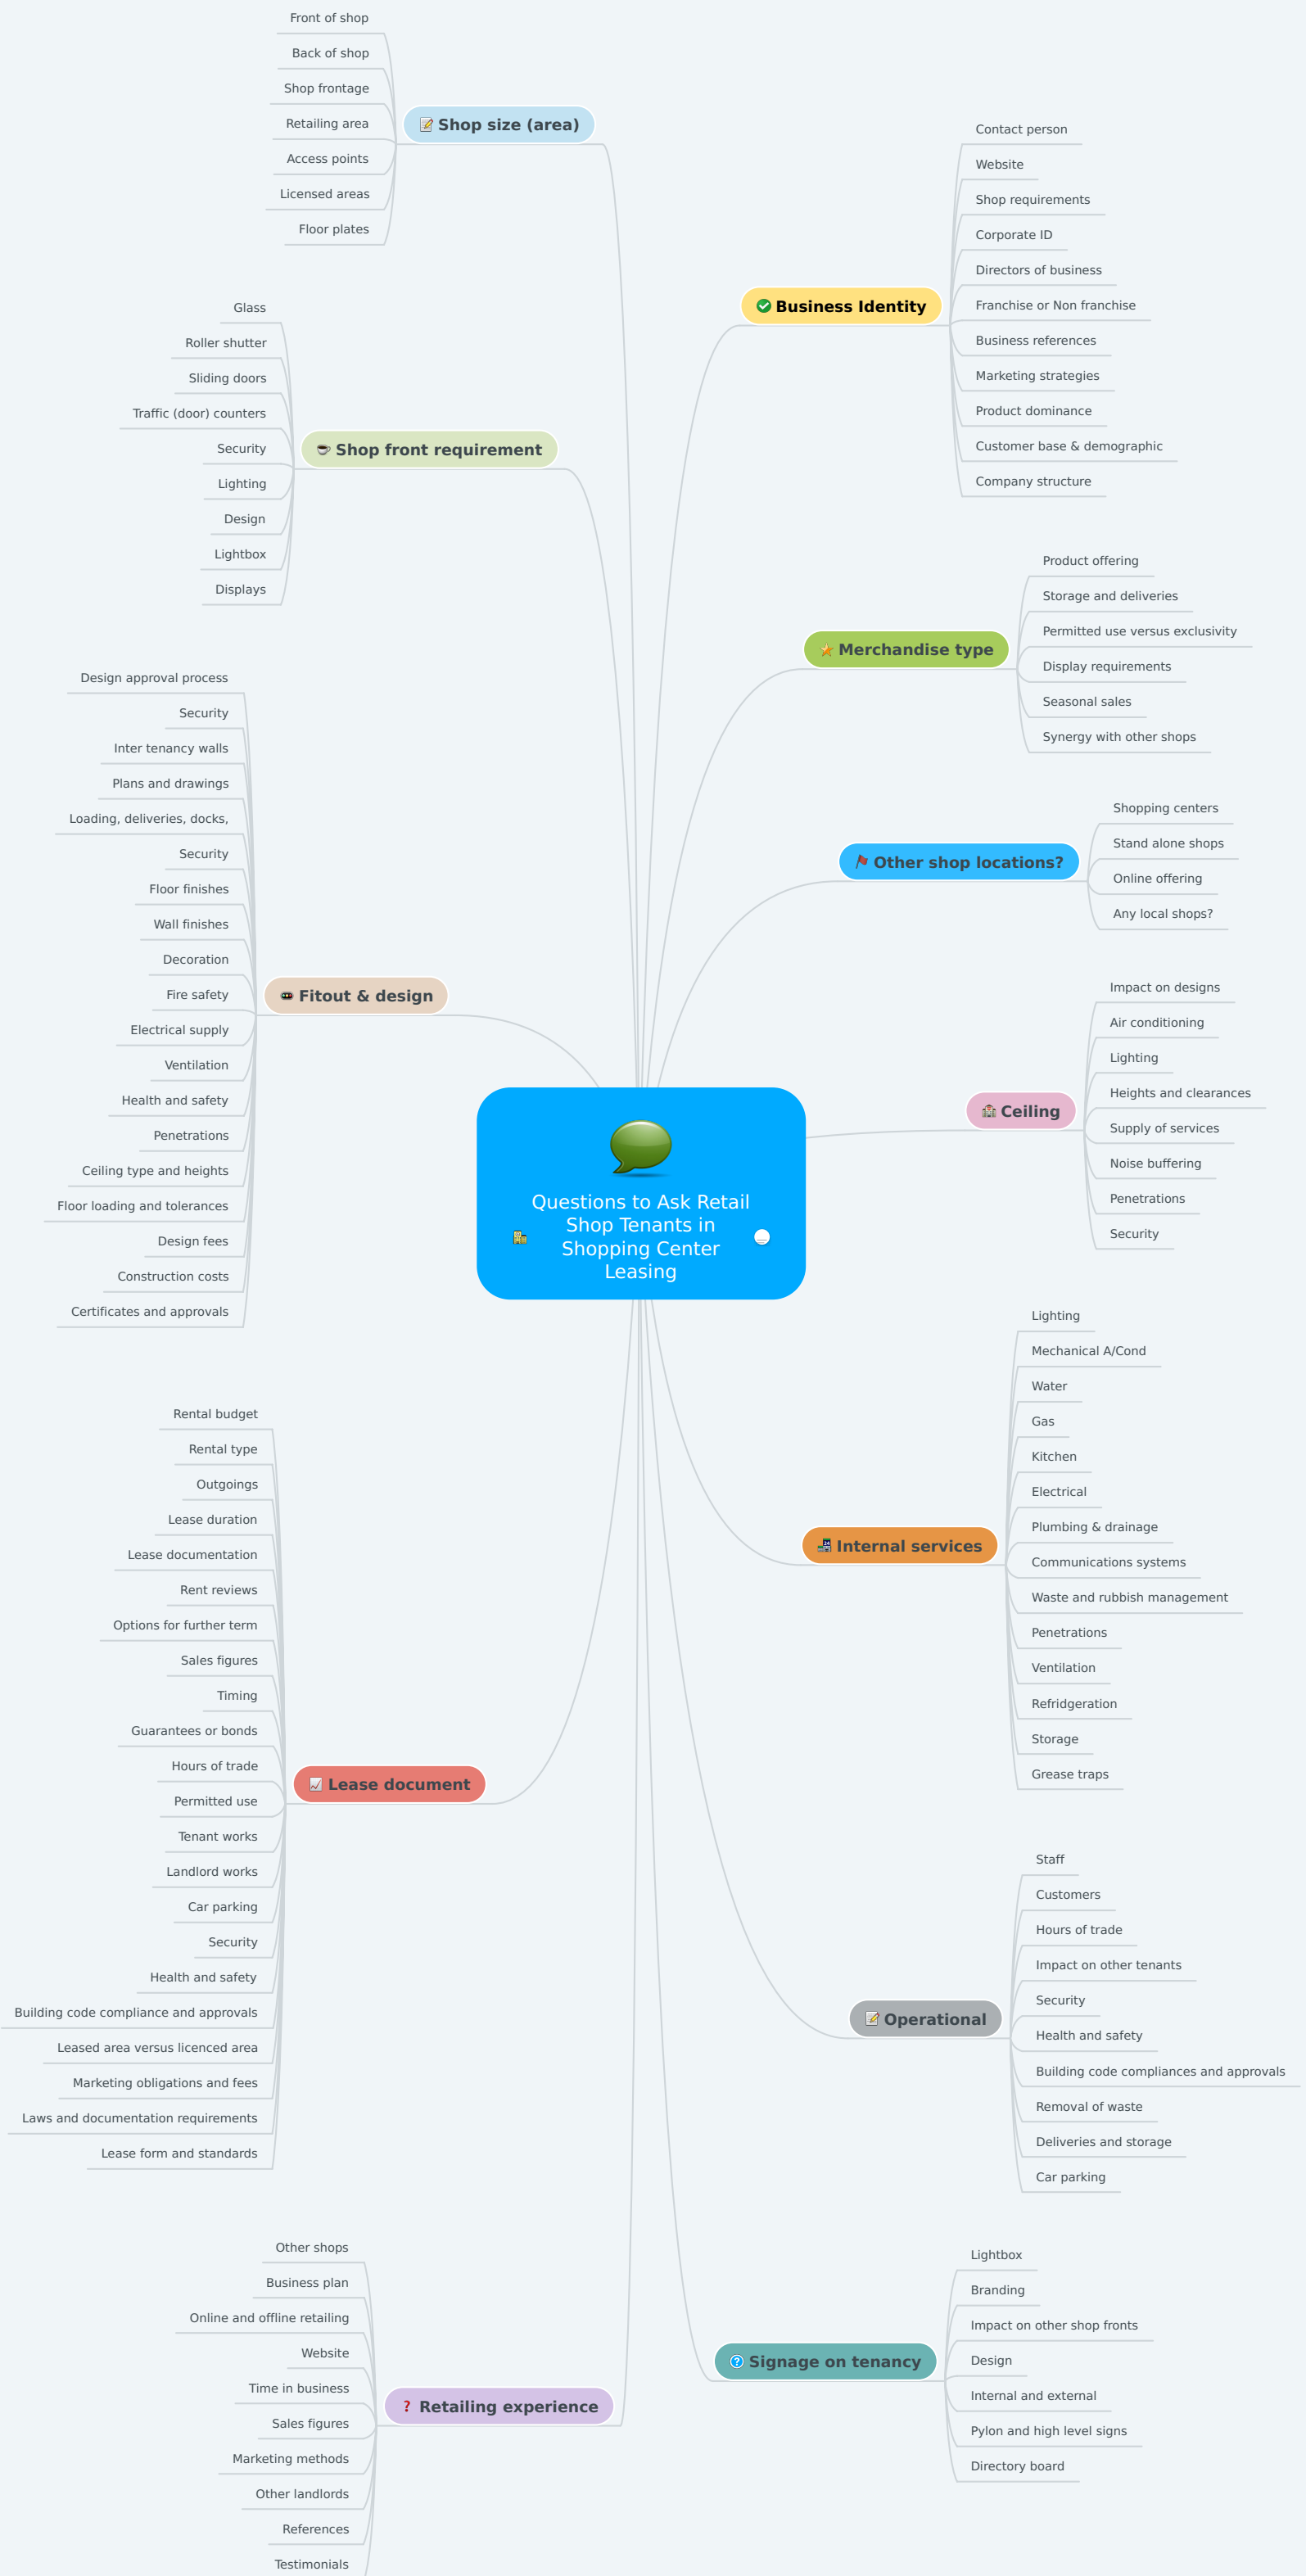 Questions to Ask Retail
Shop Tenants in
Shopping Center
Leasing
Business Identity
Contact person
Website
Shop requirements
Corporate ID
Directors of business
Franchise or Non franchise
Business references
Marketing strategies
Product dominance
Customer base & demographic
Company structure
Merchandise type
Product offering
Storage and deliveries
Permitted use versus exclusivity
Display requirements
Seasonal sales
Synergy with other shops
Other shop locations?
Shopping centers
Stand alone shops
Online offering
Any local shops?
Ceiling
Impact on designs
Air conditioning
Lighting
Heights and clearances
Supply of services
Noise buffering
Penetrations
Security
Internal services
Lighting
Mechanical A/Cond
Water
Gas
Kitchen
Electrical
Plumbing & drainage
Communications systems
Waste and rubbish management
Penetrations
Ventilation
Refridgeration
Storage
Grease traps
Operational
Staff
Customers
Hours of trade
Impact on other tenants
Security
Health and safety
Building code compliances and approvals
Removal of waste
Deliveries and storage
Car parking
Signage on tenancy
Lightbox
Branding
Impact on other shop fronts
Design
Internal and external
Pylon and high level signs
Directory board
Shop size (area)
Front of shop
Back of shop
Shop frontage
Retailing area
Access points
Licensed areas
Floor plates
Shop front requirement
Glass
Roller shutter
Sliding doors
Traffic (door) counters
Security
Lighting
Design
Lightbox
Displays
Fitout & design
Design approval process
Security
Inter tenancy walls
Plans and drawings
Loading, deliveries, docks,
Security
Floor finishes
Wall finishes
Decoration
Fire safety
Electrical supply
Ventilation
Health and safety
Penetrations
Ceiling type and heights
Floor loading and tolerances
Design fees
Construction costs
Certificates and approvals
Lease document
Rental budget
Rental type
Outgoings
Lease duration
Lease documentation
Rent reviews
Options for further term
Sales figures
Timing
Guarantees or bonds
Hours of trade
Permitted use
Tenant works
Landlord works
Car parking
Security
Health and safety
Building code compliance and approvals
Leased area versus licenced area
Marketing obligations and fees
Laws and documentation requirements
Lease form and standards
? Retailing experience
Other shops
Business plan
Online and offline retailing
Website
Time in business
Sales figures
Marketing methods
Other landlords
References
Testimonials